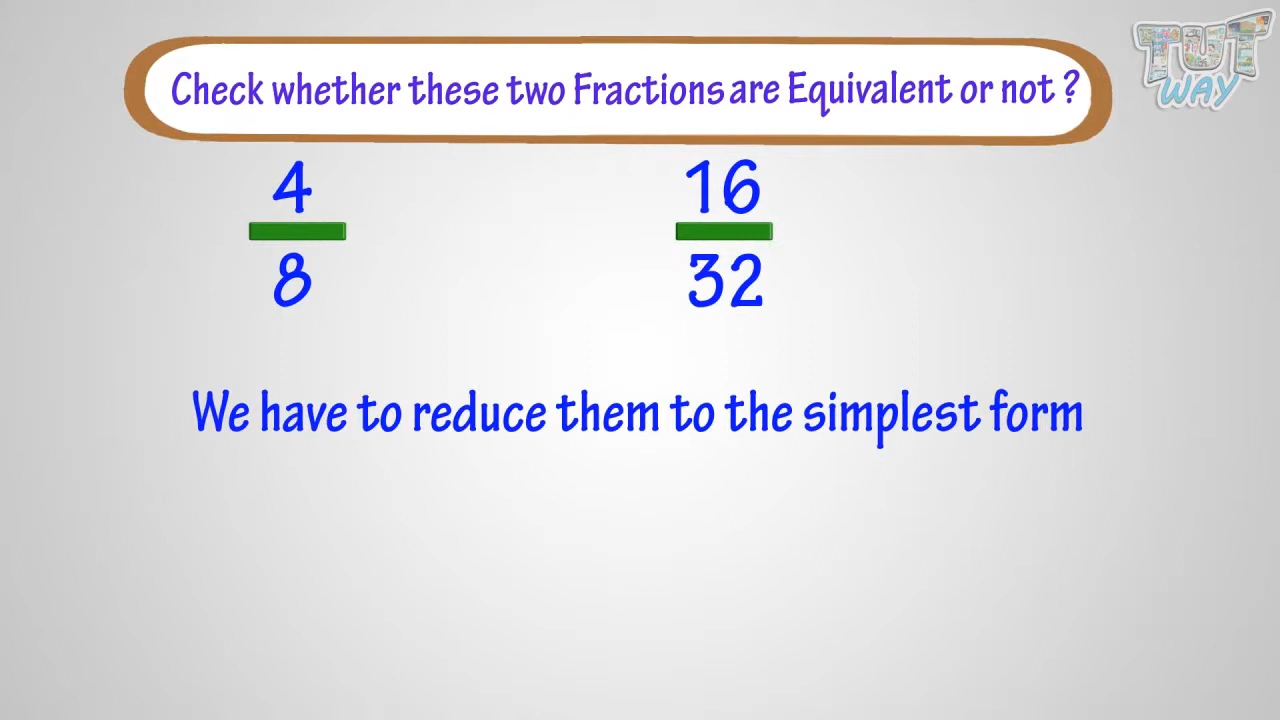 TUT
WAY
Check whether these two Fractions are Equivalent or not ?
4 16
8 32
We have to reduce them to the simplest form